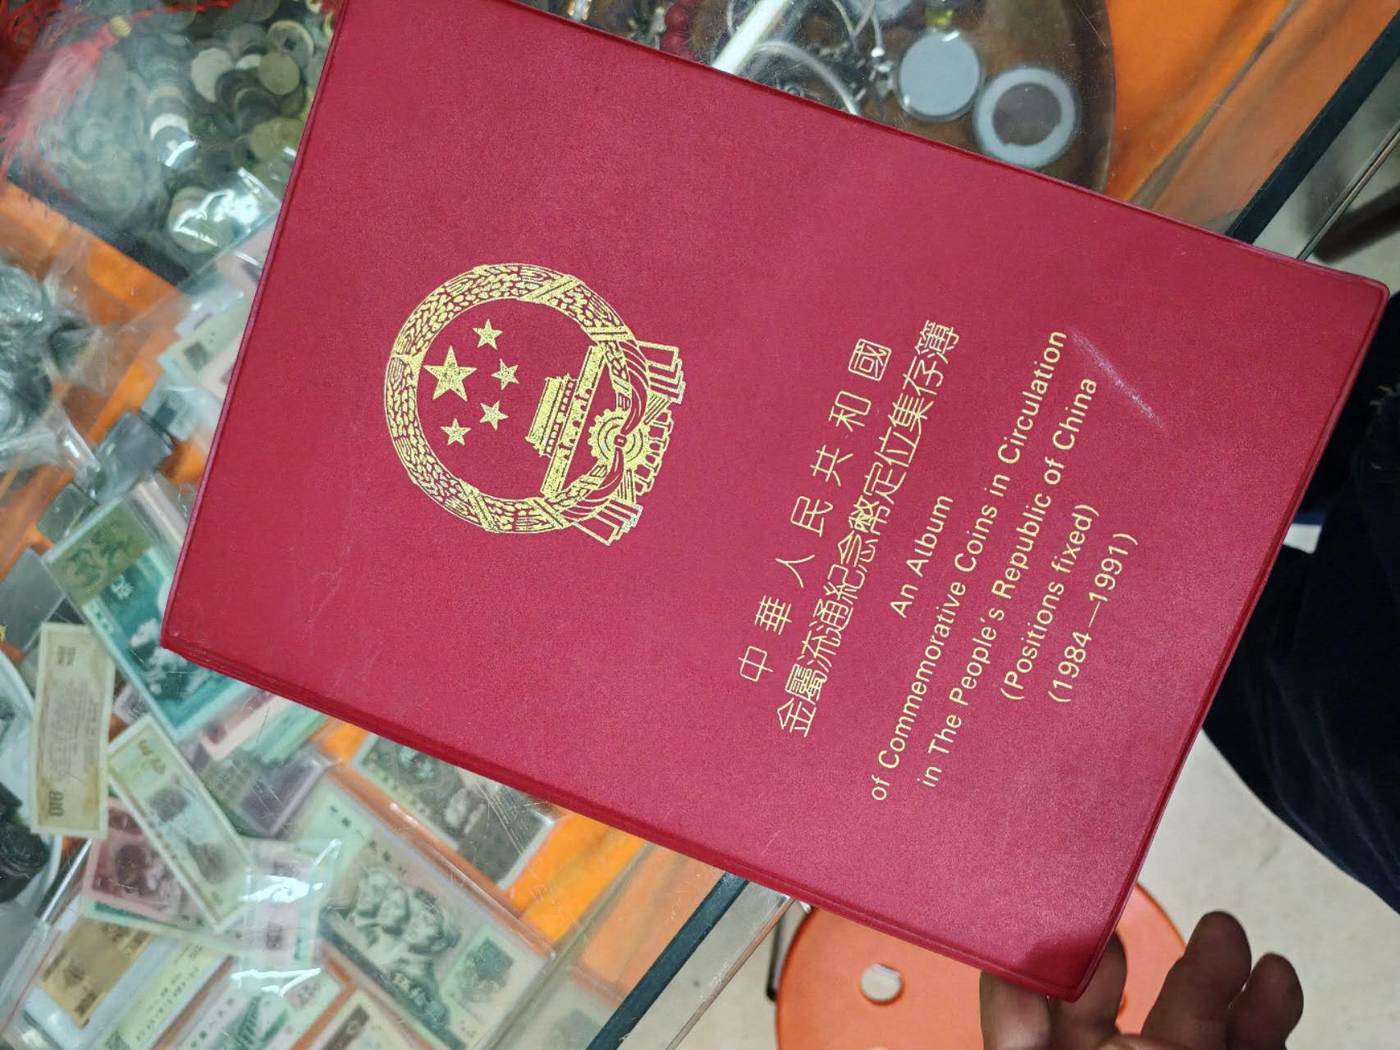 中華人民共和國
金屬流通紀念幣定位集存簿
An Album
of Commemorative Coins in Circulation
in The People's Republic of China
(Positions fixed)
(1984—1991)